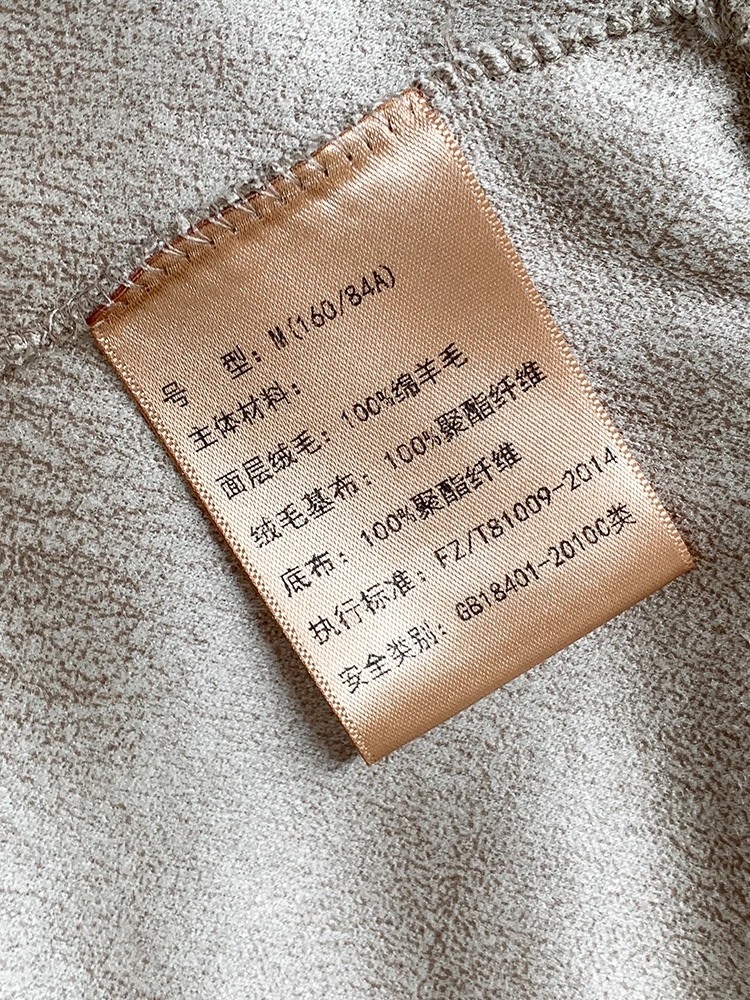 号 型：M(160/84A)
主体材料：
面层绒毛：100%绵羊毛
绒毛基布：100%聚酯纤维
底布：100%聚酯纤维
执行标准：FZ/T81009-2014
安全类别：GB18401-2010C类